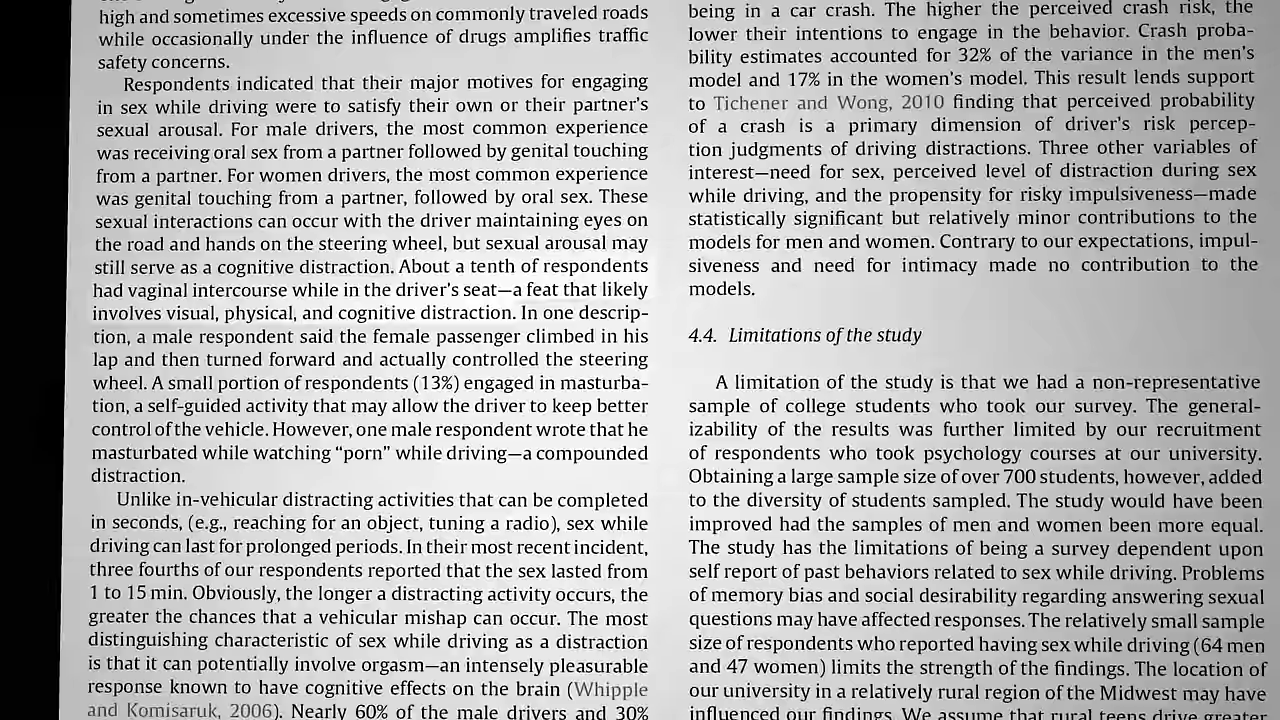 high and sometimes excessive speeds on commonly traveled roads
while occasionally under the influence of drugs amplifies traffic
safety concerns.
Respondents indicated that their major motives for engaging
in sex while driving were to satisfy their own or their partner's
sexual arousal. For male drivers, the most common experience
was receiving oral sex from a partner followed by genital touching
from a partner. For women drivers, the most common experience
was genital touching from a partner, followed by oral sex. These
sexual interactions can occur with the driver maintaining eyes on
the road and hands on the steering wheel, but sexual arousal may
still serve as a cognitive distraction. About a tenth of respondents
had vaginal intercourse while in the driver's seat—a feat that likely
involves visual, physical, and cognitive distraction. In one descrip-
tion, a male respondent said the female passenger climbed in his
lap and then turned forward and actually controlled the steering
wheel. A small portion of respondents (13%) engaged in masturba-
tion, a self-guided activity that may allow the driver to keep better
control of the vehicle. However, one male respondent wrote that he
masturbated while watching “porn” while driving—a compounded
distraction.
Unlike in-vehicular distracting activities that can be completed
in seconds, (e.g., reaching for an object, tuning a radio), sex while
driving can last for prolonged periods. In their most recent incident,
three fourths of our respondents reported that the sex lasted from
1 to 15 min. Obviously, the longer a distracting activity occurs, the
greater the chances that a vehicular mishap can occur. The most
distinguishing characteristic of sex while driving as a distraction
is that it can potentially involve orgasm—an intensely pleasurable
response known to have cognitive effects on the brain (Whipple
and Komisaruk, 2006). Nearly 60% of the male drivers and 30%
being in a car crash. The higher the perceived crash risk, the
lower their intentions to engage in the behavior. Crash proba-
bility estimates accounted for 32% of the variance in the men's
model and 17% in the women's model. This result lends support
to Tichener and Wong, 2010 finding that perceived probability
of a crash is a primary dimension of driver's risk percep-
tion judgments of driving distractions. Three other variables of
interest—need for sex, perceived level of distraction during sex
while driving, and the propensity for risky impulsiveness—made
statistically significant but relatively minor contributions to the
models for men and women. Contrary to our expectations, impul-
siveness and need for intimacy made no contribution to the
models.
4.4. Limitations of the study
A limitation of the study is that we had a non-representative
sample of college students who took our survey. The general-
izability of the results was further limited by our recruitment
of respondents who took psychology courses at our university.
Obtaining a large sample size of over 700 students, however, added
to the diversity of students sampled. The study would have been
improved had the samples of men and women been more equal.
The study has the limitations of being a survey dependent upon
self report of past behaviors related to sex while driving. Problems
of memory bias and social desirability regarding answering sexual
questions may have affected responses. The relatively small sample
size of respondents who reported having sex while driving (64 men
and 47 women) limits the strength of the findings. The location of
our university in a relatively rural region of the Midwest may have
influenced our findings. We assume that rural teens drive greater